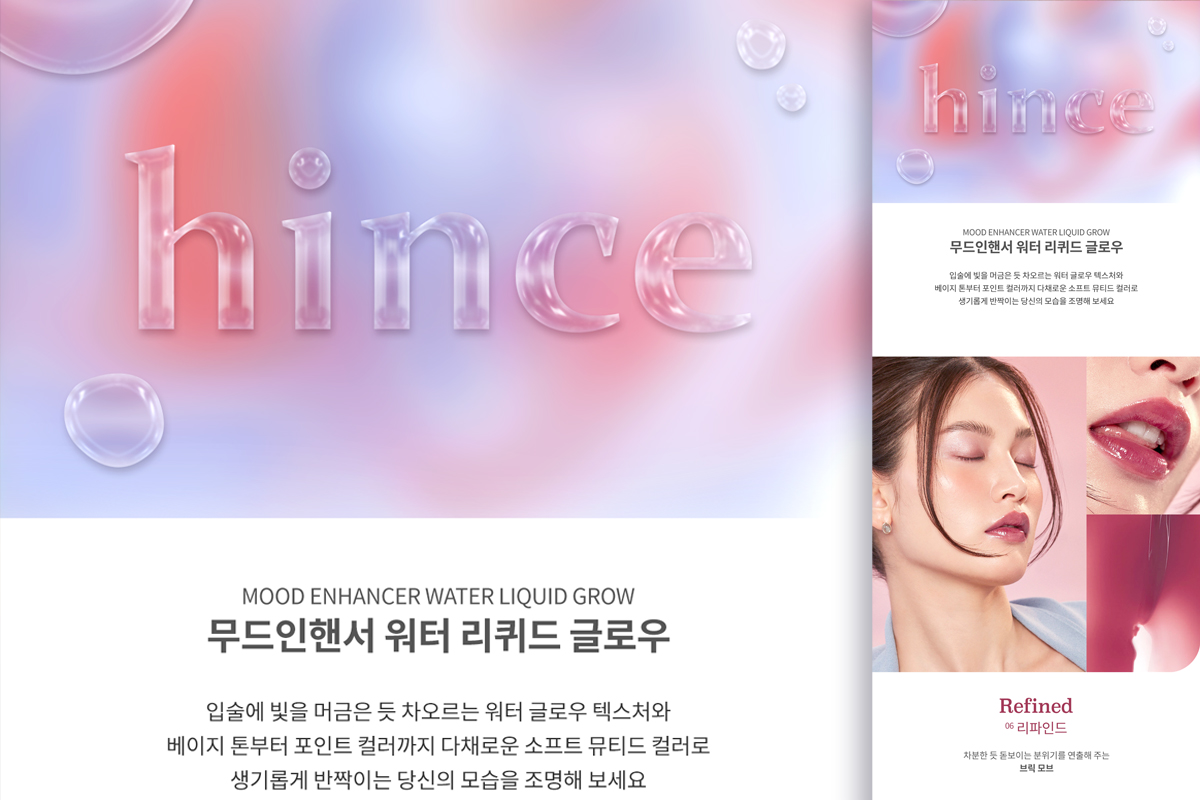 hince
MOOD ENHANCER WATER LIQUID GROW
무드인핸서 워터 리퀴드 글로우
입술에 빛을 머금은 듯 차오르는 워터 글로우 텍스처와
베이지 톤부터 포인트 컬러까지 다채로운 소프트 뮤티드 컬러로
생기롭게 반짝이는 당신의 모습을 조명해 보세요
hince
MOOD ENHANCER WATER LIQUID GROW
무드인핸서 워터 리퀴드 글로우
입술에 빛을 머금은 듯 차오르는 워터 글로우 텍스처와
베이지 톤부터 포인트 컬러까지 다채로운 소프트 뮤티드 컬러로
생기롭게 반짝이는 당신의 모습을 조명해 보세요
Refined
06 리파인드
차분한 듯 돋보이는 분위기를 연출해 주는
브릭 모브